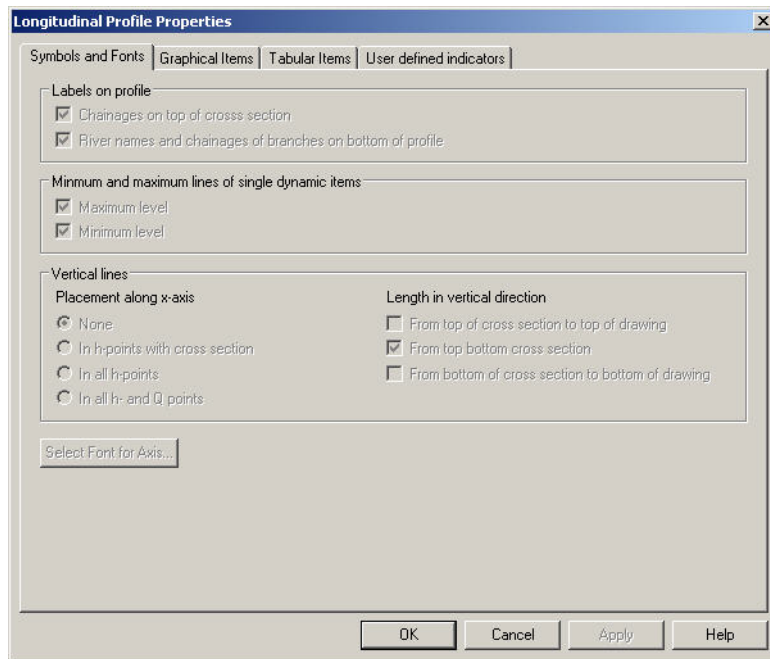 Longitudinal Profile Properties
Symbols and Fonts Graphical Items Tabular Items User defined indicators
Labels on profile
Chainages on top of crosss section
River names and chainages of branches on bottom of profile
Minmum and maximum lines of single dynamic items
Maximum level
Minimum level
Vertical lines
Placement along x-axis
None
In h-points with cross section
In all h-points
In all h- and Q points
Length in vertical direction
From top of cross section to top of drawing
From top bottom cross section
From bottom of cross section to bottom of drawing
Select Font for Axis...
OK Cancel Apply Help